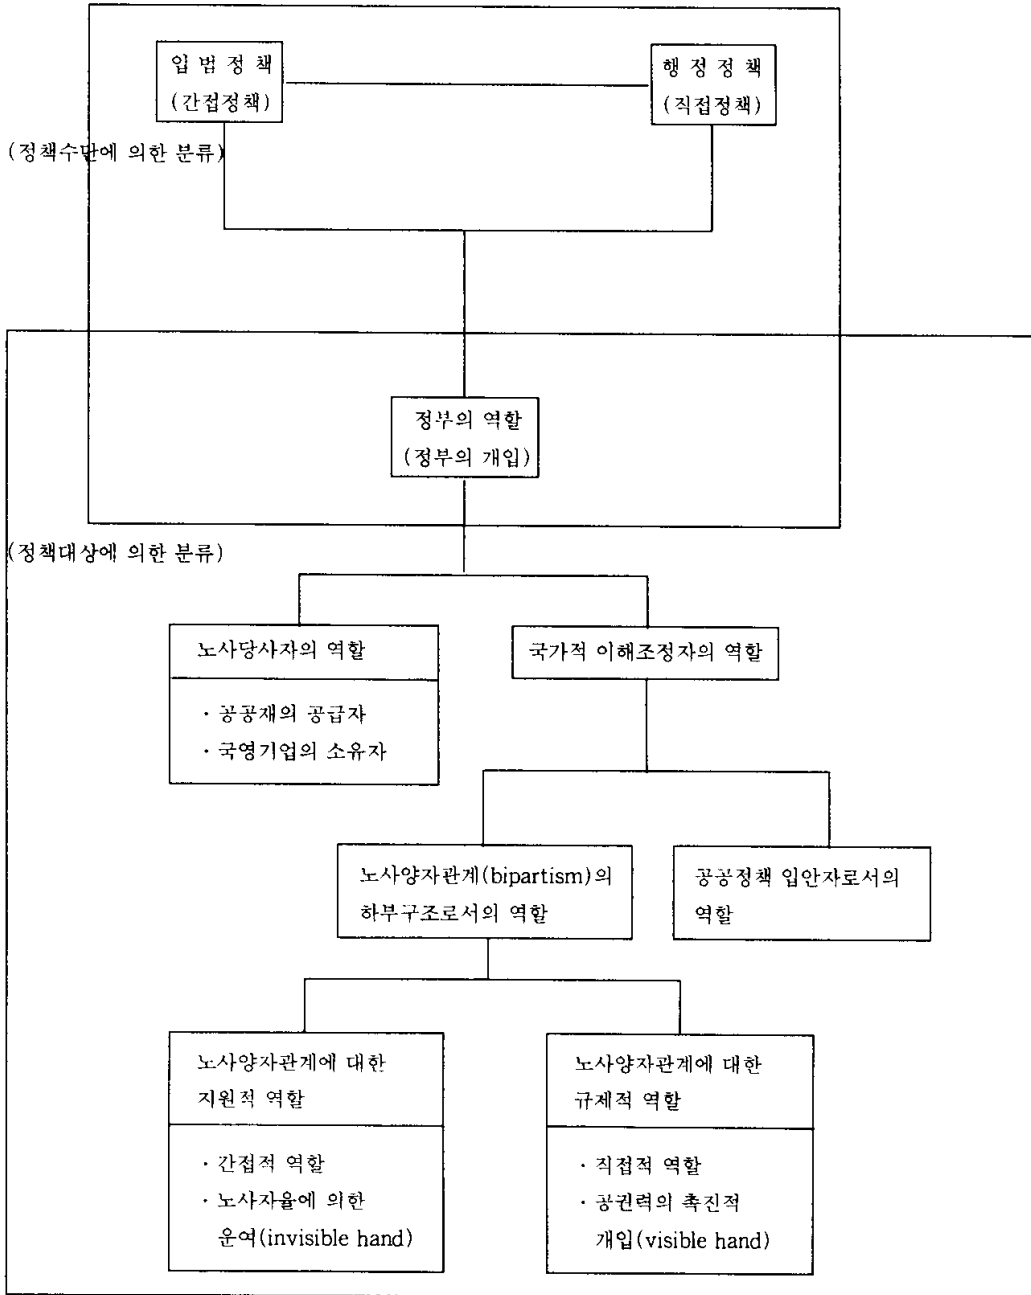 입법정책
(간접정책)
행정정책
(직접정책)
(정책수단에 의한 분류)
정부의 역할
(정부의 개입)
(정책대상에 의한 분류)
노사당사자의 역할
· 공공재의 공급자
· 국영기업의 소유자
국가적 이해조정자의 역할
노사양자관계(bipartism)의
하부구조로서의 역할
공공정책 입안자로서의
역할
노사양자관계에 대한
지원적 역할
· 간접적 역할
· 노사자율에 의한
운여(invisible hand)
노사양자관계에 대한
규제적 역할
· 직접적 역할
· 공권력의 촉진적
개입(visible hand)